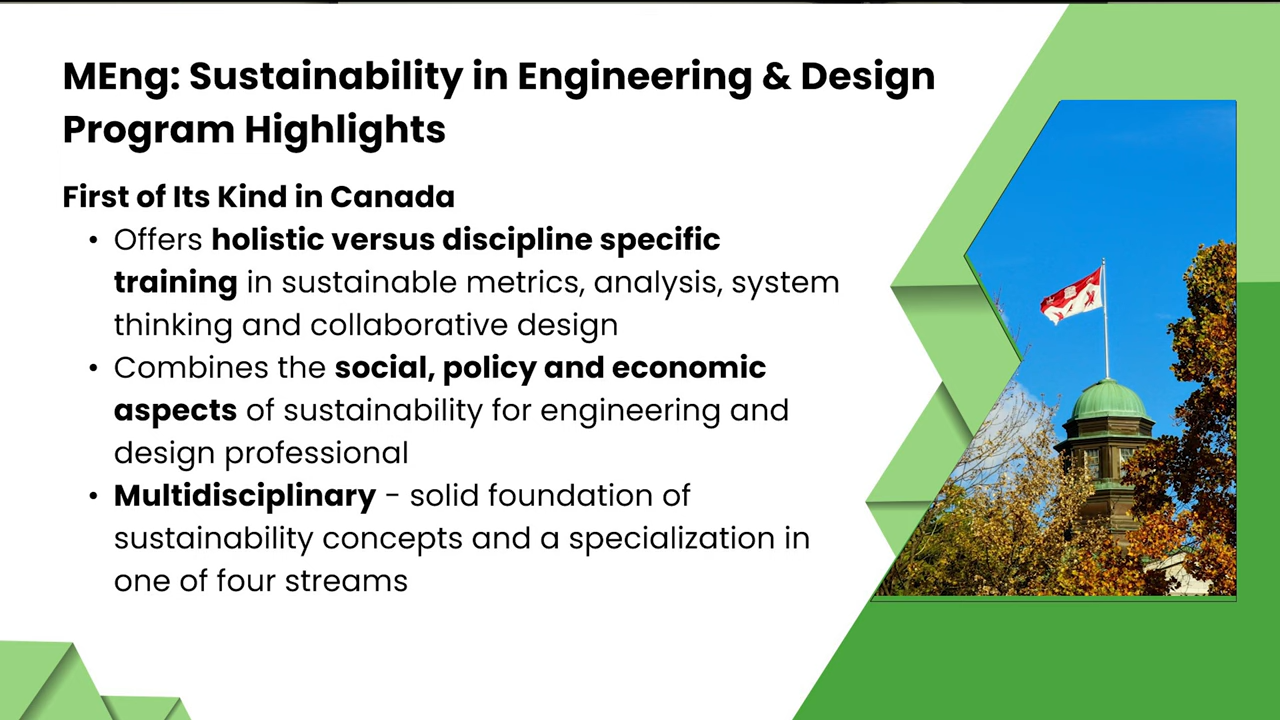 MEng: Sustainability in Engineering & Design
Program Highlights
First of Its Kind in Canada
• Offers holistic versus discipline specific
training in sustainable metrics, analysis, system
thinking and collaborative design
• Combines the social, policy and economic
aspects of sustainability for engineering and
design professional
• Multidisciplinary - solid foundation of
sustainability concepts and a specialization in
one of four streams